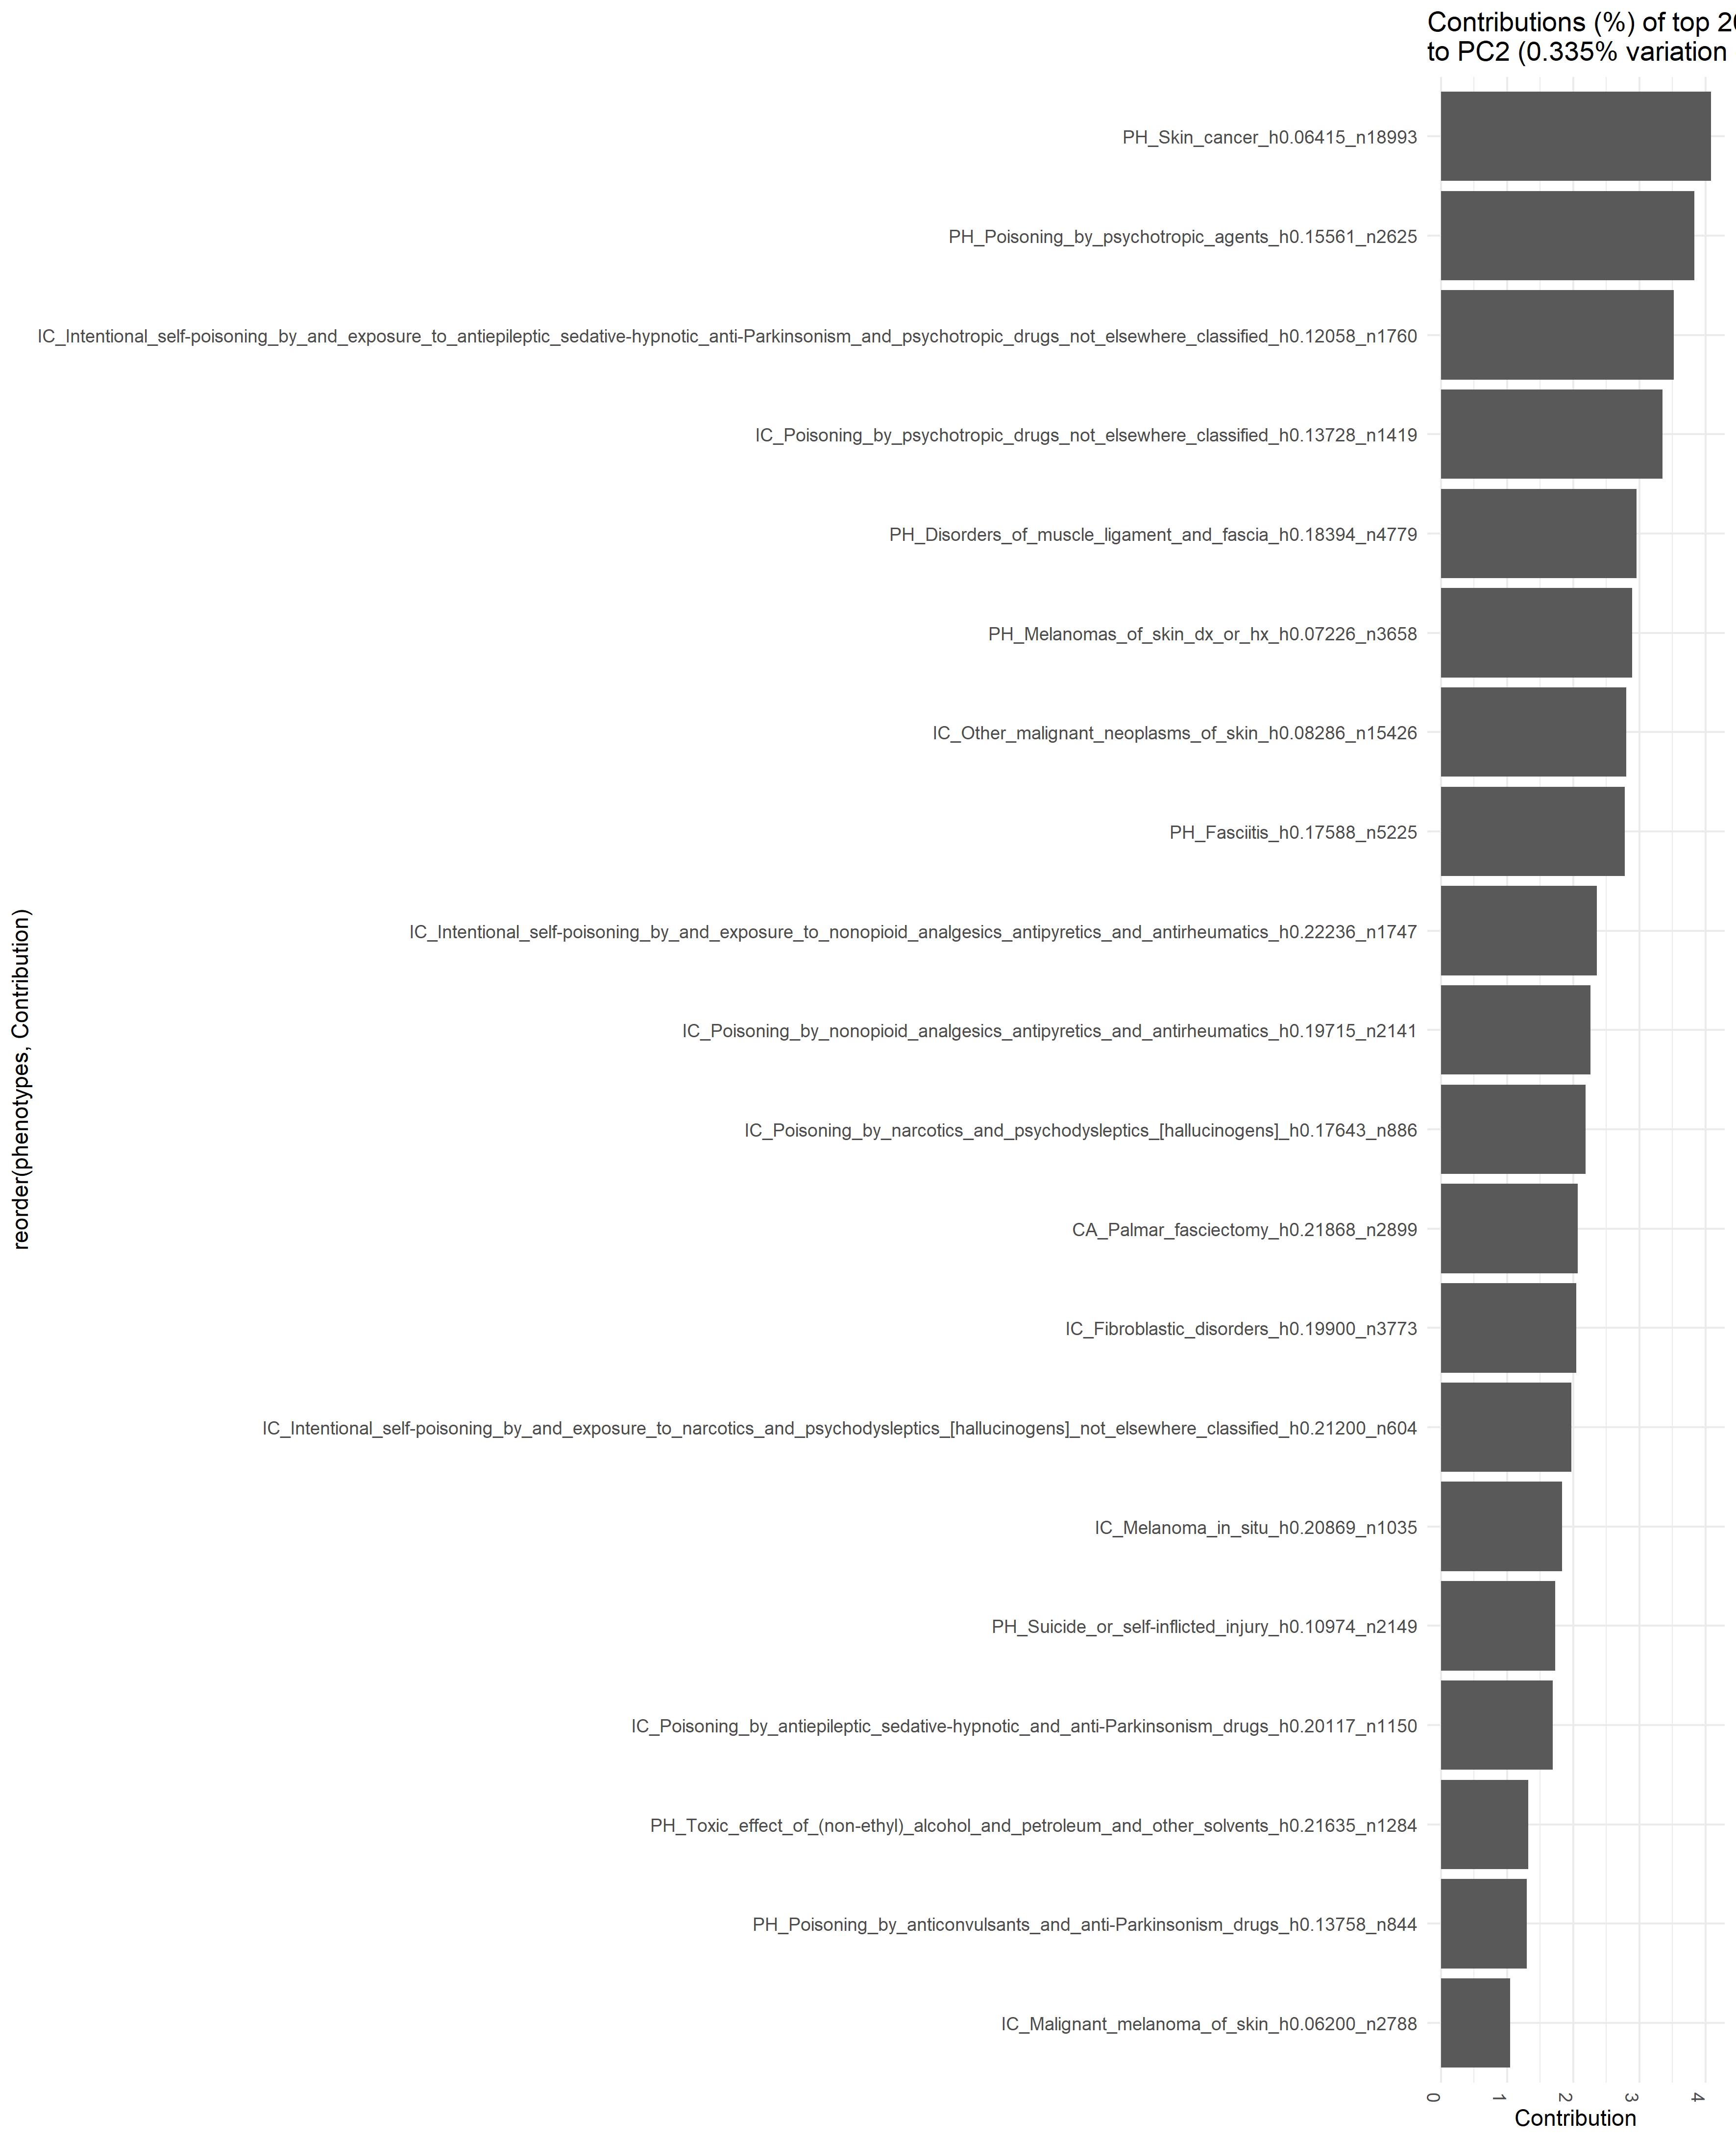 Contributions (%) of top 20
to PC2 (0.335% variation
PH_Skin_cancer_h0.06415_n18993
PH_Poisoning_by_psychotropic_agents_h0.15561_n2625
IC_Intentional_self-poisoning_by_and_exposure_to_antiepileptic_sedative-hypnotic_anti-Parkinsonism_and_psychotropic_drugs_not_elsewhere_classified_h0.12058_n1760
IC_Poisoning_by_psychotropic_drugs_not_elsewhere_classified_h0.13728_n1419
PH_Disorders_of_muscle_ligament_and_fascia_h0.18394_n4779
PH_Melanomas_of_skin_dx_or_hx_h0.07226_n3658
IC_Other_malignant_neoplasms_of_skin_h0.08286_n15426
PH_Fasciitis_h0.17588_n5225
IC_Intentional_self-poisoning_by_and_exposure_to_nonopioid_analgesics_antipyretics_and_antirheumatics_h0.22236_n1747
IC_Poisoning_by_nonopioid_analgesics_antipyretics_and_antirheumatics_h0.19715_n2141
IC_Poisoning_by_narcotics_and_psychodysleptics_[hallucinogens]_h0.17643_n886
CA_Palmar_fasciectomy_h0.21868_n2899
IC_Fibroblastic_disorders_h0.19900_n3773
IC_Intentional_self-poisoning_by_and_exposure_to_narcotics_and_psychodysleptics_[hallucinogens]_not_elsewhere_classified_h0.21200_n604
IC_Melanoma_in_situ_h0.20869_n1035
PH_Suicide_or_self-inflicted_injury_h0.10974_n2149
IC_Poisoning_by_antiepileptic_sedative-hypnotic_and_anti-Parkinsonism_drugs_h0.20117_n1150
PH_Toxic_effect_of_(non-ethyl)_alcohol_and_petroleum_and_other_solvents_h0.21635_n1284
PH_Poisoning_by_anticonvulsants_and_anti-Parkinsonism_drugs_h0.13758_n844
IC_Malignant_melanoma_of_skin_h0.06200_n2788
reorder(phenotypes, Contribution)
0 1 2 3 4
Contribution